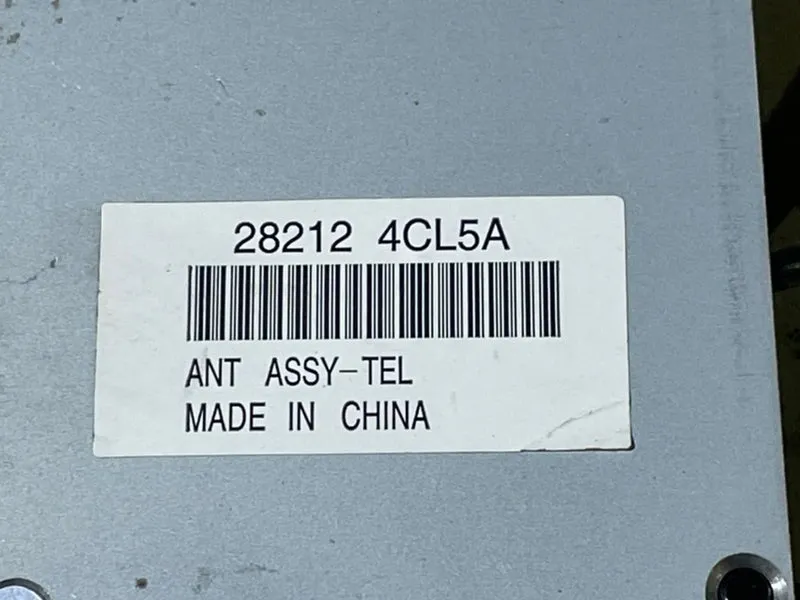 28212 4CL5A
ANT ASSY-TEL
MADE IN CHINA